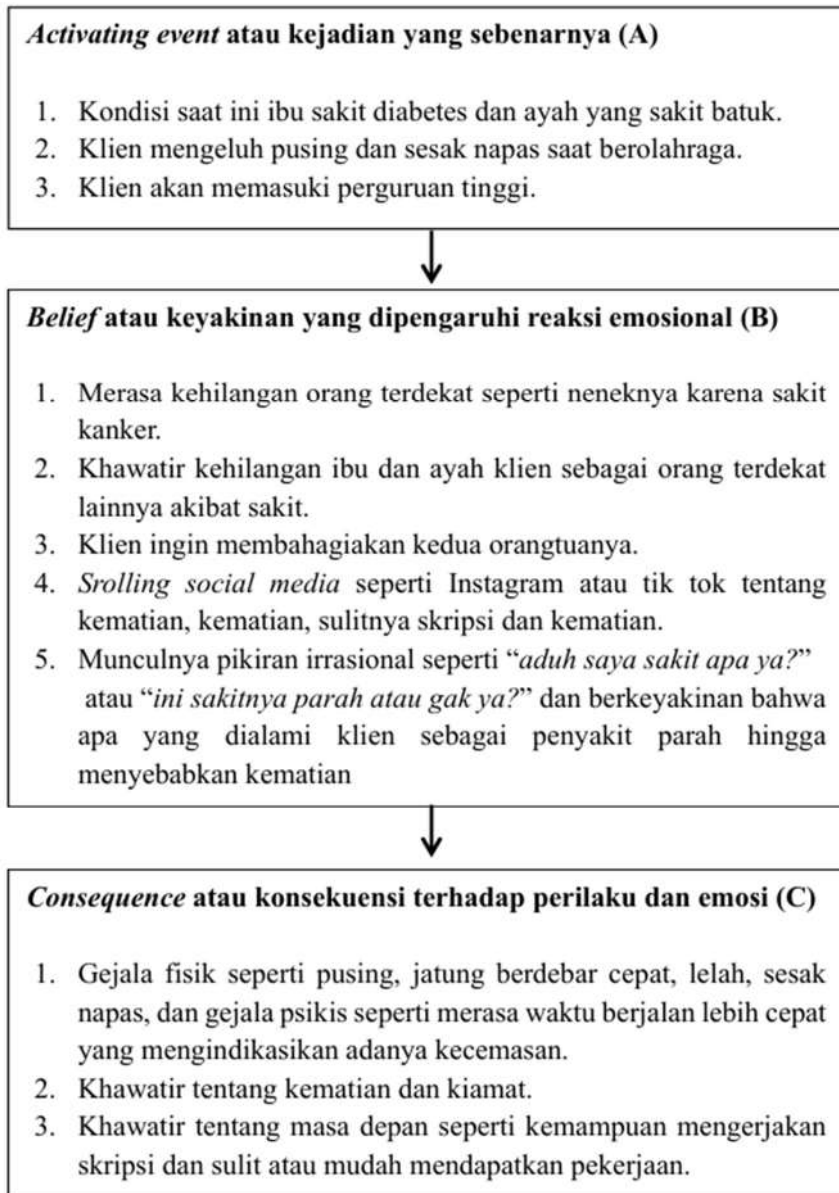 Activating event atau kejadian yang sebenarnya (A)
1. Kondisi saat ini ibu sakit diabetes dan ayah yang sakit batuk.
2. Klien mengeluh pusing dan sesak napas saat berolahraga.
3. Klien akan memasuki perguruan tinggi.
Belief atau keyakinan yang dipengaruhi reaksi emosional (B)
1. Merasa kehilangan orang terdekat seperti neneknya karena sakit
kanker.
2. Khawatir kehilangan ibu dan ayah klien sebagai orang terdekat
lainnya akibat sakit.
3. Klien ingin membahagiakan kedua orangtuanya.
4. Srolling social media seperti Instagram atau tik tok tentang
kematian, kematian, sulitnya skripsi dan kematian.
5. Munculnya pikiran irrasional seperti “aduh saya sakit apa ya?”
atau “ini sakitnya parah atau gak ya?” dan berkeyakinan bahwa
apa yang dialami klien sebagai penyakit parah hingga
menyebabkan kematian
Consequence atau konsekuensi terhadap perilaku dan emosi (C)
1. Gejala fisik seperti pusing, jatung berdebar cepat, lelah, sesak
napas, dan gejala psikis seperti merasa waktu berjalan lebih cepat
yang mengindikasikan adanya kecemasan.
2. Khawatir tentang kematian dan kiamat.
3. Khawatir tentang masa depan seperti kemampuan mengerjakan
skripsi dan sulit atau mudah mendapatkan pekerjaan.